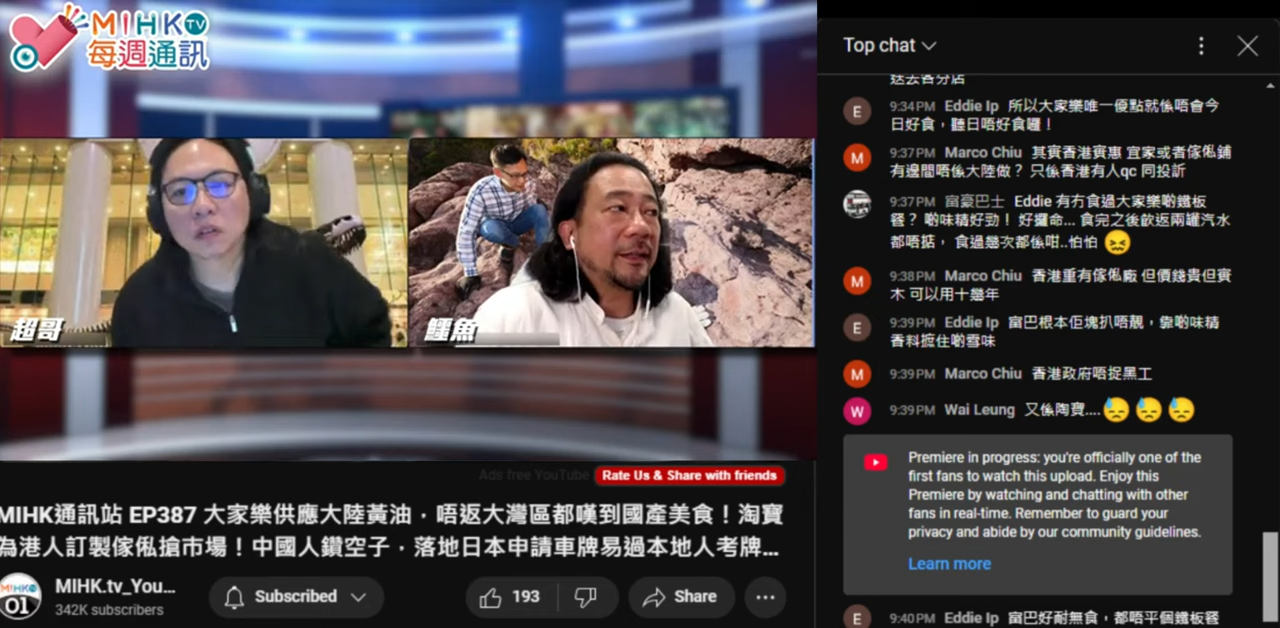 MIHK TV
每週通訊
超哥
鱷魚
Ads free YouTube
Rate Us & Share with friends
MIHK通訊站 EP387 大家樂供應大陸黃油．唔返大灣區都嘆到國產美食！淘寶
為港人訂製傢俬搶市場！中國人鑽空子．落地日本申請車牌易過本地人考牌...
MIHK.tv_You...
342K subscribers
01
Subscribed
193
Share
Top chat
送去各分店
E
9:34PM Eddie Ip 所以大家樂唯一優點就係唔會今
日好食，聽日唔好食囉！
M
9:37PM Marco Chiu 其實香港實惠 宜家或者傢俬鋪
有邊間唔係大陸做？ 只係香港有人qc 同投訴
9:37PM 富豪巴士 Eddie 有冇食過大家樂啲鐵板
餐？ 啲味精好勁！ 好攞命... 食完之後飲返兩罐汽水
都唔掂， 食過幾次都係咁..怕怕 😖
M
9:38PM Marco Chiu 香港重有傢俬廠 但價錢貴但實
木 可以用十幾年
E
9:39PM Eddie Ip 富巴根本佢塊扒唔靚，靠啲味精
香料掟住啲雪味
M
9:39PM Marco Chiu 香港政府唔捉黑工
W
9:39PM Wai Leung 又係陶寶....😓😓😓
Premiere in progress: you're officially one of the
first fans to watch this upload. Enjoy this
Premiere by watching and chatting with other
fans in real-time. Remember to guard your
privacy and abide by our community guidelines.
Learn more
E
9:40PM Eddie Ip 富巴好耐無食，都唔平個鐵板餐